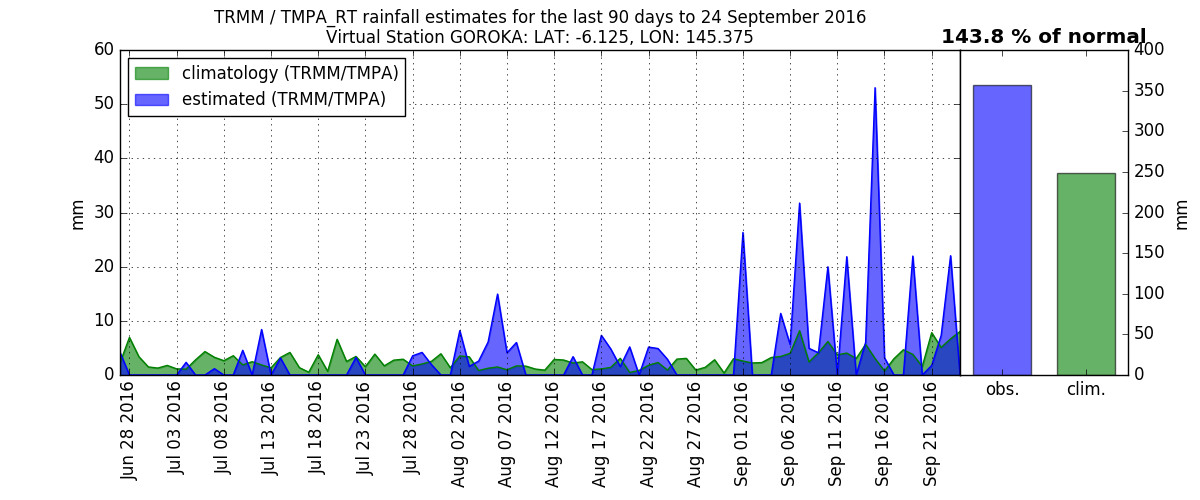 TRMM / TMPA_RT rainfall estimates for the last 90 days to 24 September 2016
Virtual Station GOROKA: LAT: -6.125, LON: 145.375
143.8 % of normal
climatology (TRMM/TMPA)
estimated (TRMM/TMPA)
60
50
40
30
20
10
0
mm
400
350
300
250
200
150
100
50
0
mm
Jun 28 2016
Jul 03 2016
Jul 08 2016
Jul 13 2016
Jul 18 2016
Jul 23 2016
Jul 28 2016
Aug 02 2016
Aug 07 2016
Aug 12 2016
Aug 17 2016
Aug 22 2016
Aug 27 2016
Sep 01 2016
Sep 06 2016
Sep 11 2016
Sep 16 2016
Sep 21 2016
obs.
clim.